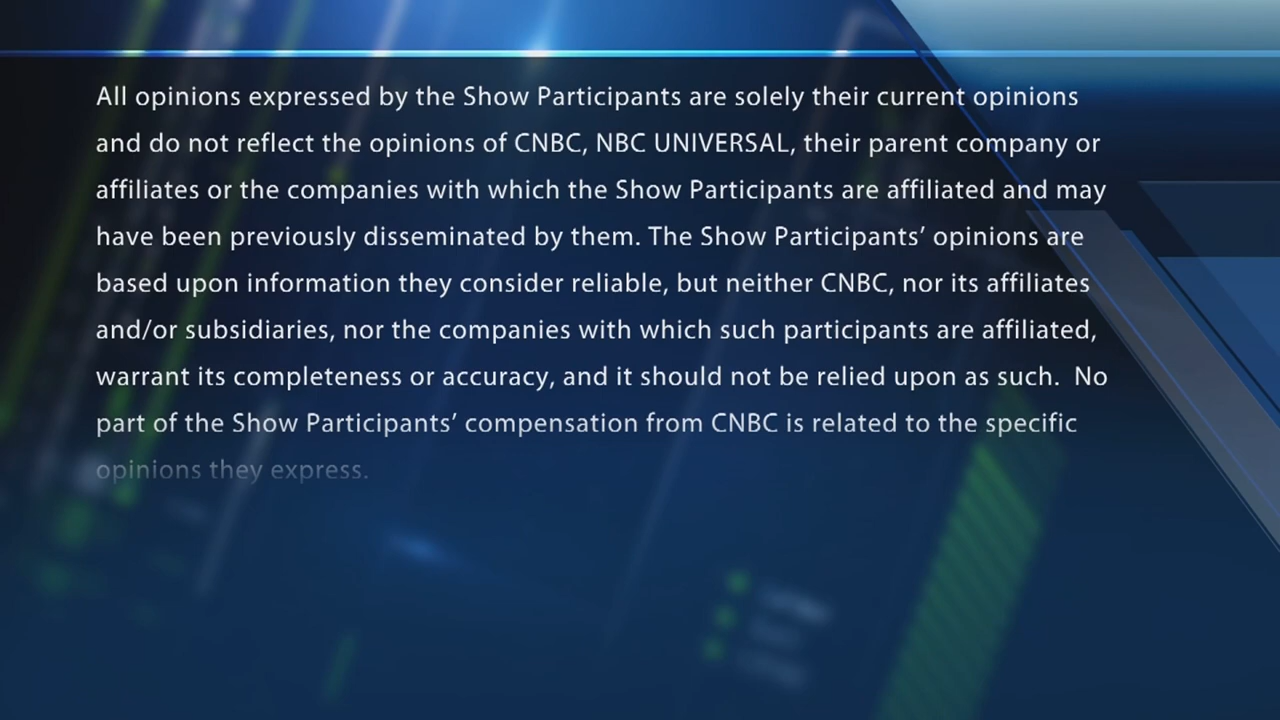 All opinions expressed by the Show Participants are solely their current opinions
and do not reflect the opinions of CNBC, NBC UNIVERSAL, their parent company or
affiliates or the companies with which the Show Participants are affiliated and may
have been previously disseminated by them. The Show Participants’ opinions are
based upon information they consider reliable, but neither CNBC, nor its affiliates
and/or subsidiaries, nor the companies with which such participants are affiliated,
warrant its completeness or accuracy, and it should not be relied upon as such.  No
part of the Show Participants’ compensation from CNBC is related to the specific
opinions they express.